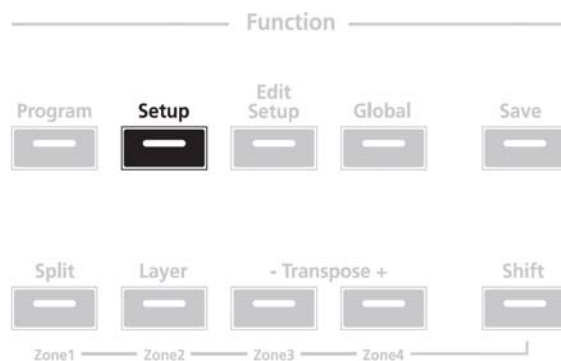 Function
Program Setup Edit Setup Global Save
Split Layer - Transpose + Shift
Zone1 Zone2 Zone3 Zone4